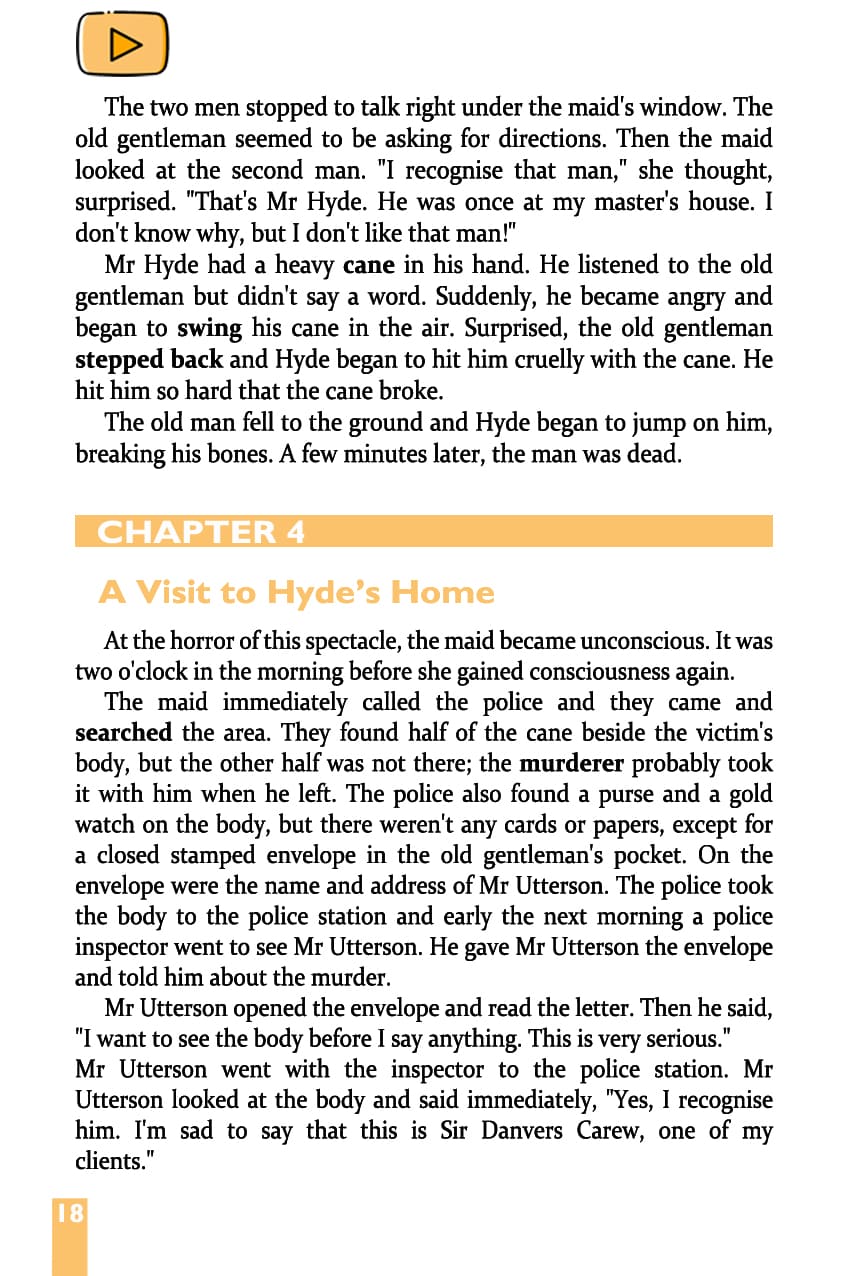 The two men stopped to talk right under the maid's window. The
old gentleman seemed to be asking for directions. Then the maid
looked at the second man. "I recognise that man," she thought,
surprised. "That's Mr Hyde. He was once at my master's house. I
don't know why, but I don't like that man!"
Mr Hyde had a heavy cane in his hand. He listened to the old
gentleman but didn't say a word. Suddenly, he became angry and
began to swing his cane in the air. Surprised, the old gentleman
stepped back and Hyde began to hit him cruelly with the cane. He
hit him so hard that the cane broke.
The old man fell to the ground and Hyde began to jump on him,
breaking his bones. A few minutes later, the man was dead.
CHAPTER 4
A Visit to Hyde's Home
At the horror of this spectacle, the maid became unconscious. It was
two o'clock in the morning before she gained consciousness again.
The maid immediately called the police and they came and
searched the area. They found half of the cane beside the victim's
body, but the other half was not there; the murderer probably took
it with him when he left. The police also found a purse and a gold
watch on the body, but there weren't any cards or papers, except for
a closed stamped envelope in the old gentleman's pocket. On the
envelope were the name and address of Mr Utterson. The police took
the body to the police station and early the next morning a police
inspector went to see Mr Utterson. He gave Mr Utterson the envelope
and told him about the murder.
Mr Utterson opened the envelope and read the letter. Then he said,
"I want to see the body before I say anything. This is very serious."
Mr Utterson went with the inspector to the police station. Mr
Utterson looked at the body and said immediately, "Yes, I recognise
him. I'm sad to say that this is Sir Danvers Carew, one of my
clients."
18